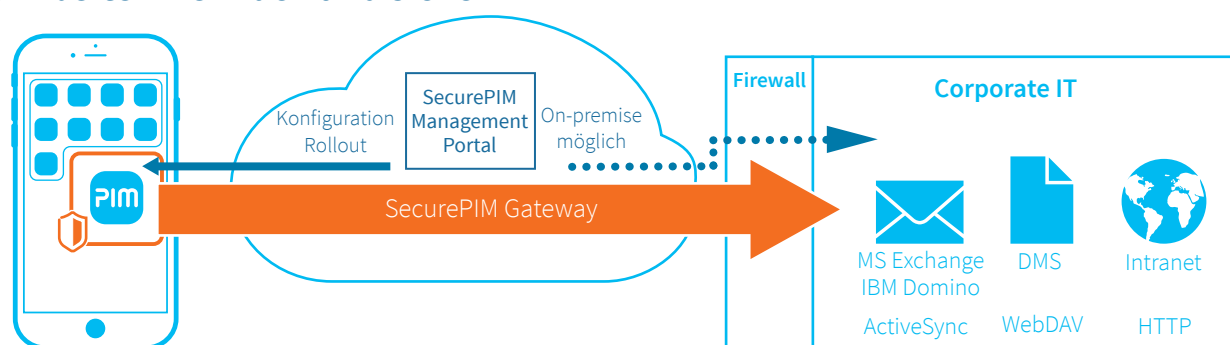 SecurePIM
Management
Portal
Konfiguration
Rollout
On-premise
möglich
Firewall
Corporate IT
PIM
SecurePIM Gateway
MS Exchange
IBM Domino
DMS
Intranet
ActiveSync
WebDAV
HTTP